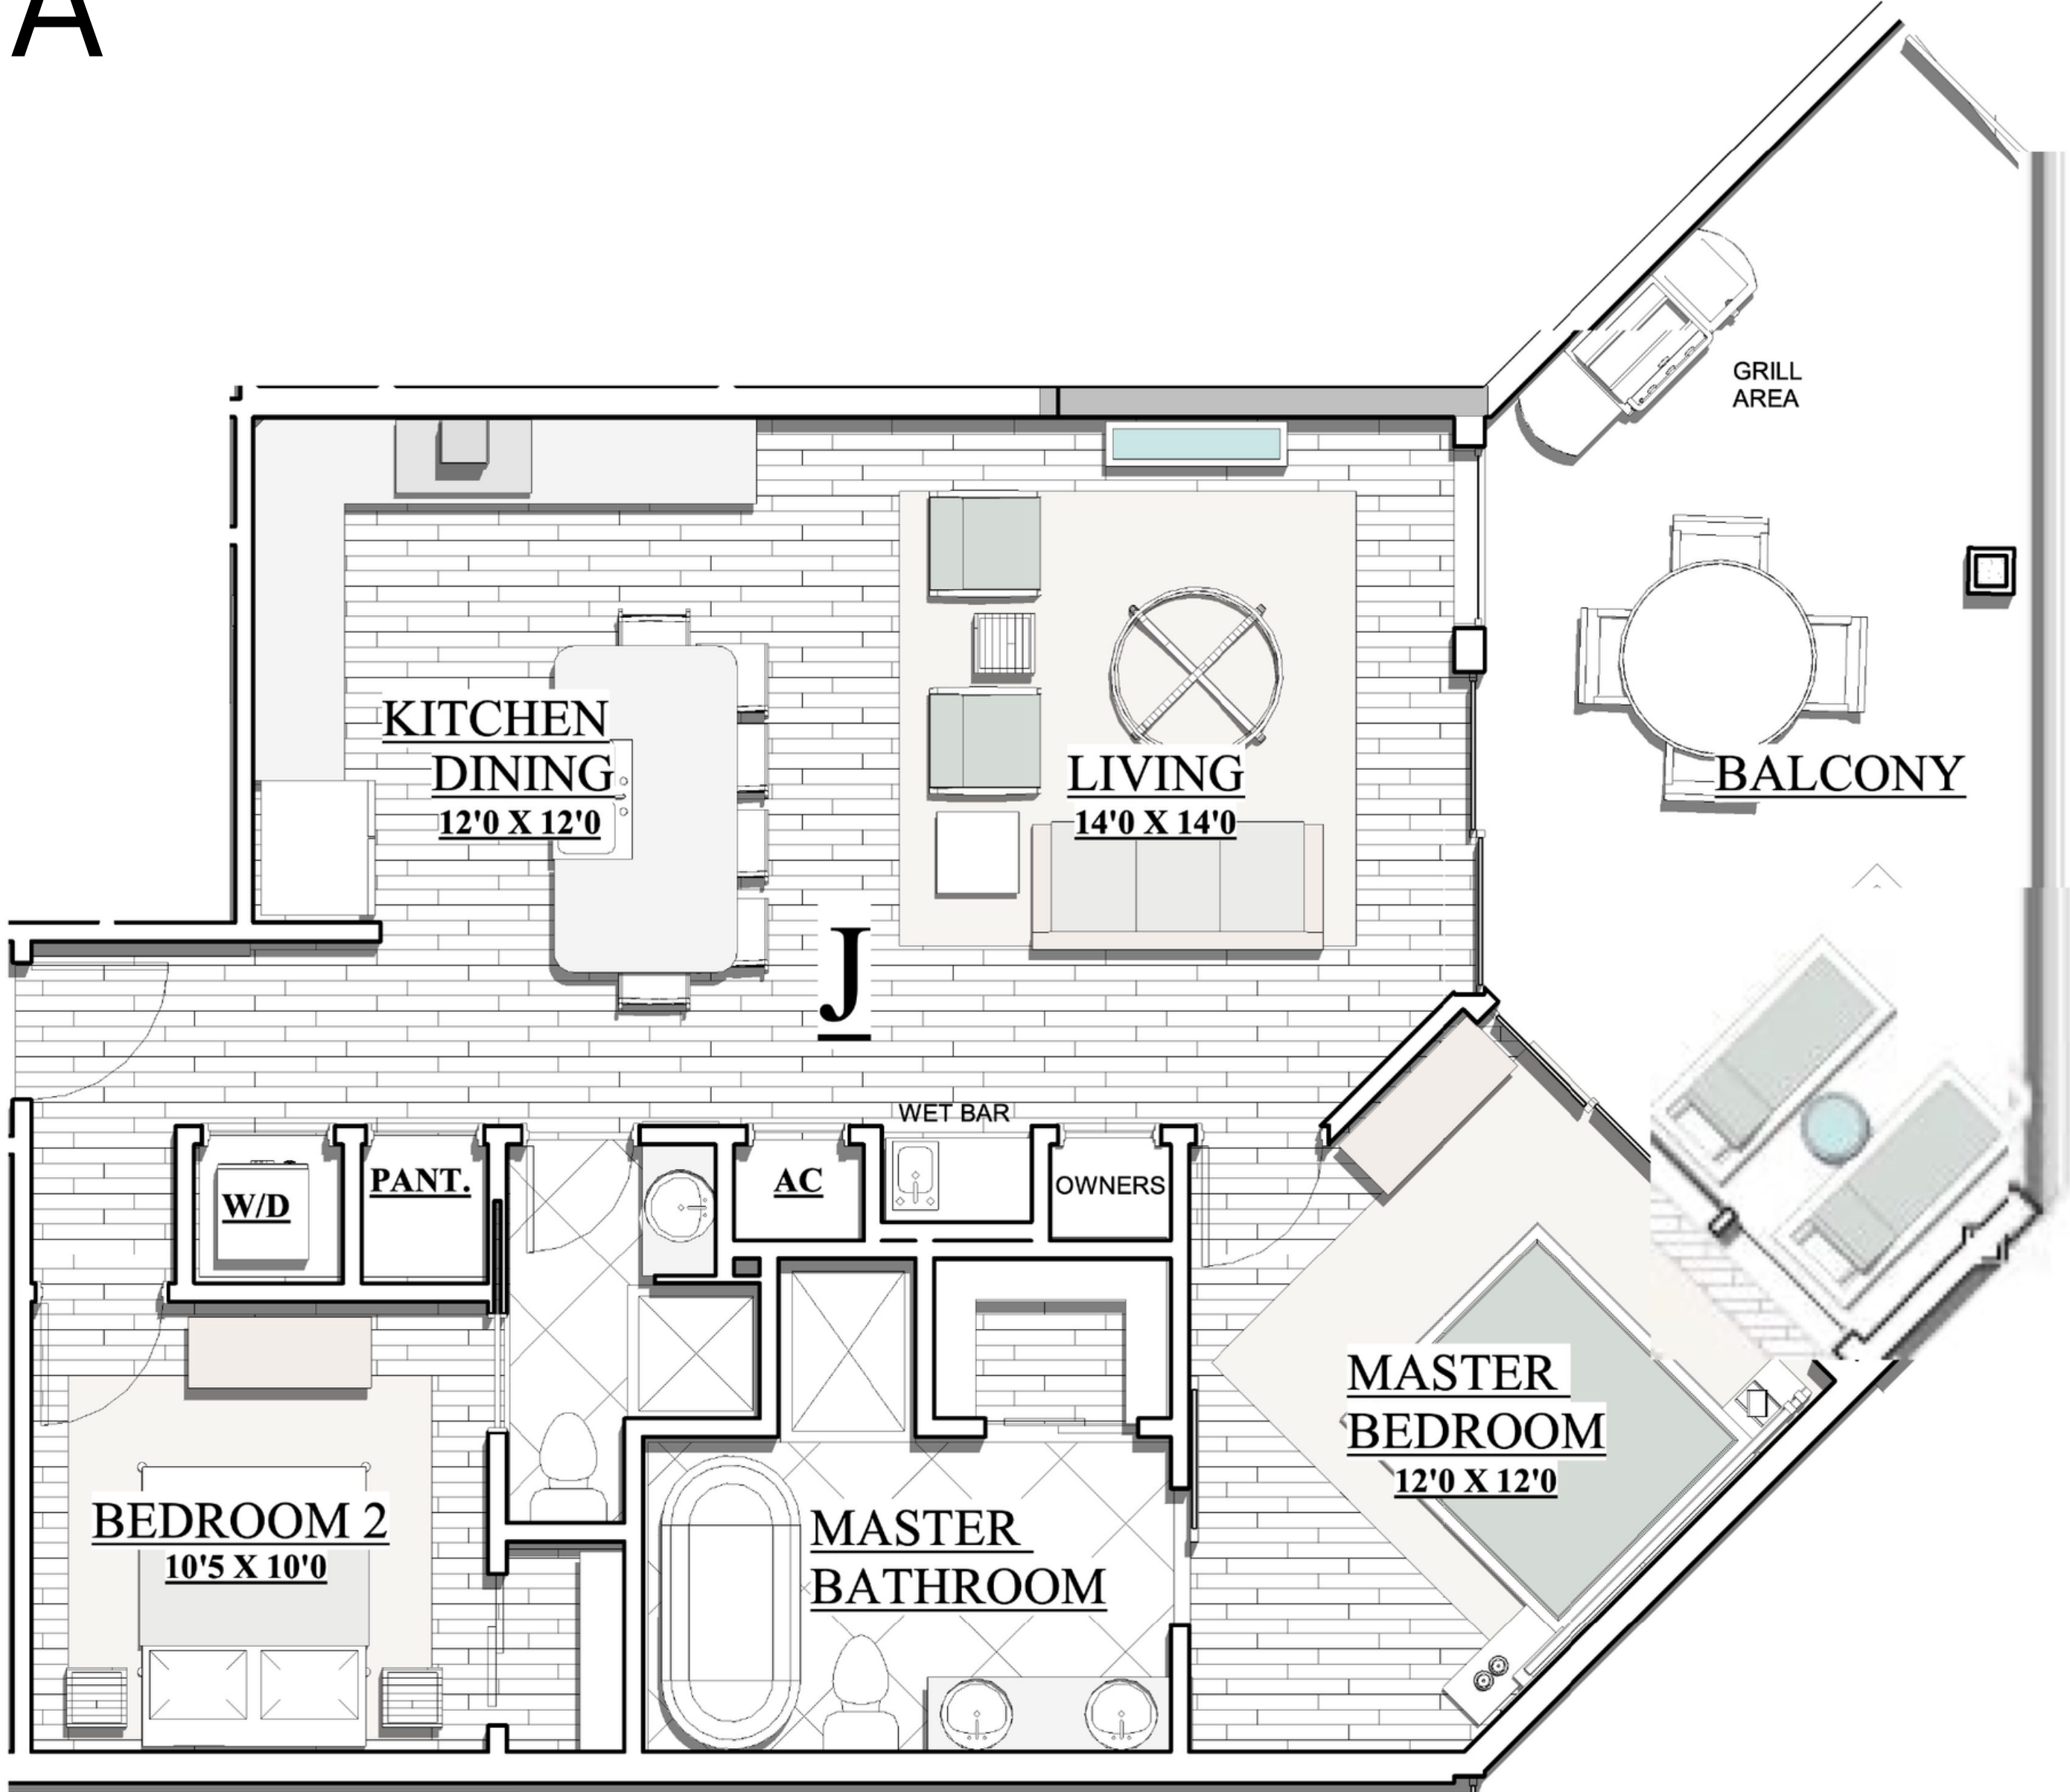 A
GRILL
AREA
KITCHEN
DINING
12'0 X 12'0
LIVING
14'0 X 14'0
BALCONY
J
WET BAR
W/D
PANT.
AC
OWNERS
MASTER
BEDROOM
12'0 X 12'0
BEDROOM 2
10'5 X 10'0
MASTER
BATHROOM